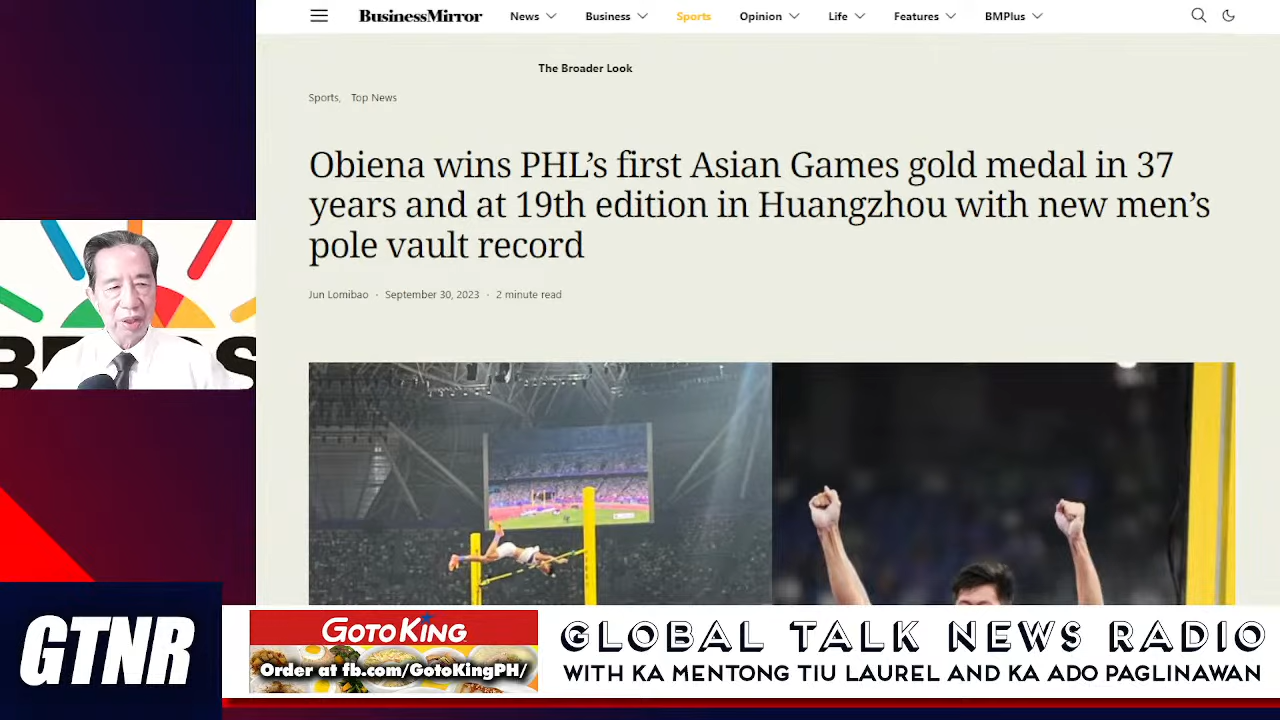 BusinessMirror News Business Sports Opinion Life Features BMPlus
The Broader Look
Sports, Top News
Obiena wins PHL’s first Asian Games gold medal in 37
years and at 19th edition in Huangzhou with new men’s
pole vault record
Jun Lomibao · September 30, 2023 · 2 minute read
GTNR
GOTO KING
Order at fb.com/GotoKingPH/
GLOBAL TALK NEWS RADIO
WITH KA MENTONG TIU LAUREL AND KA ADO PAGLINAWAN